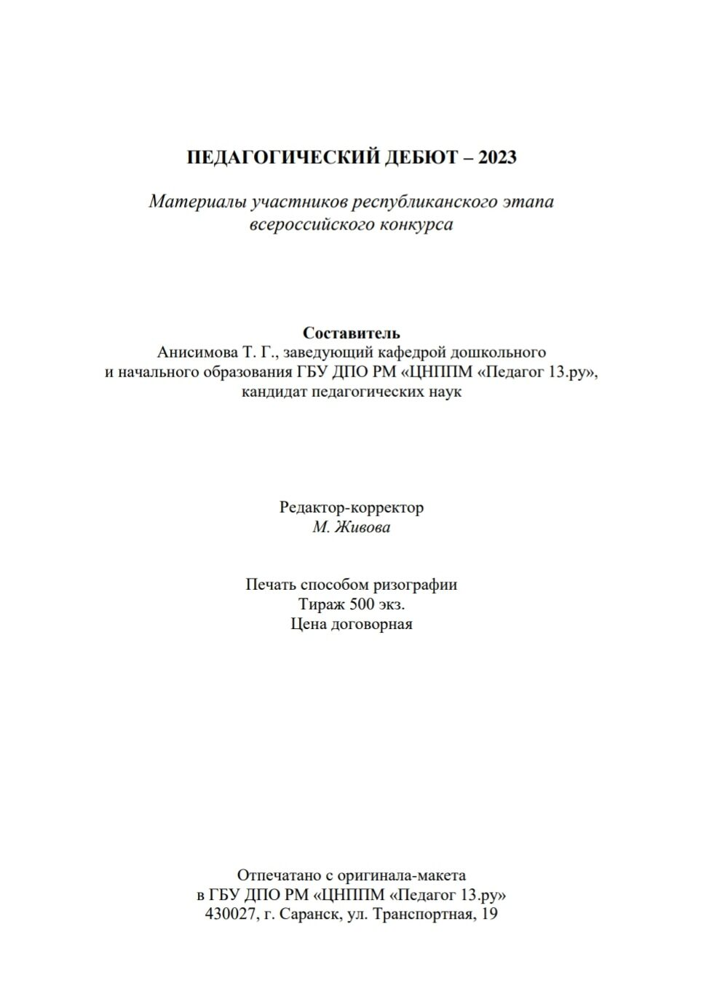 ПЕДАГОГИЧЕСКИЙ ДЕБЮТ – 2023
Материалы участников республиканского этапа
всероссийского конкурса
Составитель
Анисимова Т. Г., заведующий кафедрой дошкольного
и начального образования ГБУ ДПО РМ «ЦНППМ «Педагог 13.ру»,
кандидат педагогических наук
Редактор-корректор
М. Живова
Печать способом ризографии
Тираж 500 экз.
Цена договорная
Отпечатано с оригинала-макета
в ГБУ ДПО РМ «ЦНППМ «Педагог 13.ру»
430027, г. Саранск, ул. Транспортная, 19